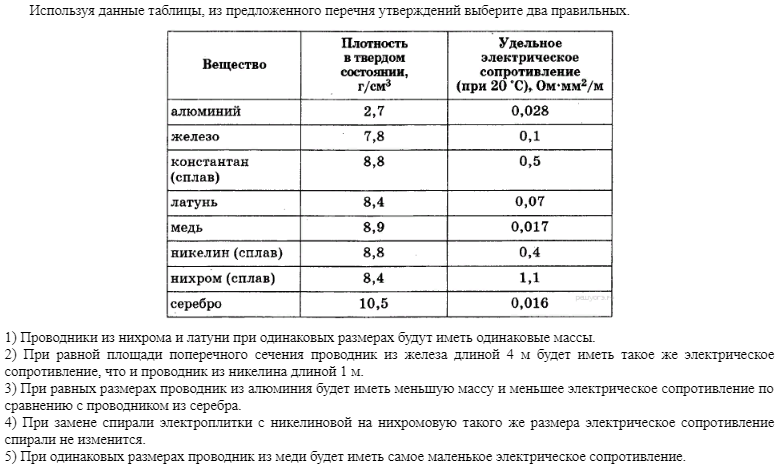 Используя данные таблицы, из предложенного перечня утверждений выберите два правильных.
Вещество
Плотность
в твердом
состоянии,
г/см³
Удельное
электрическое
сопротивление
(при 20 °С), Ом·мм²/м
алюминий 2,7 0,028
железо 7,8 0,1
константан 8,8 0,5
(сплав)
латунь 8,4 0,07
медь 8,9 0,017
никелин (сплав) 8,8 0,4
нихром (сплав) 8,4 1,1
серебро 10,5 0,016
1) Проводники из нихрома и латуни при одинаковых размерах будут иметь одинаковые массы.
2) При равной площади поперечного сечения проводник из железа длиной 4 м будет иметь такое же электрическое
сопротивление, что и проводник из никелина длиной 1 м.
3) При равных размерах проводник из алюминия будет иметь меньшую массу и меньшее электрическое сопротивление по
сравнению с проводником из серебра.
4) При замене спирали электроплитки с никелиновой на нихромовую такого же размера электрическое сопротивление
спирали не изменится.
5) При одинаковых размерах проводник из меди будет иметь самое маленькое электрическое сопротивление.